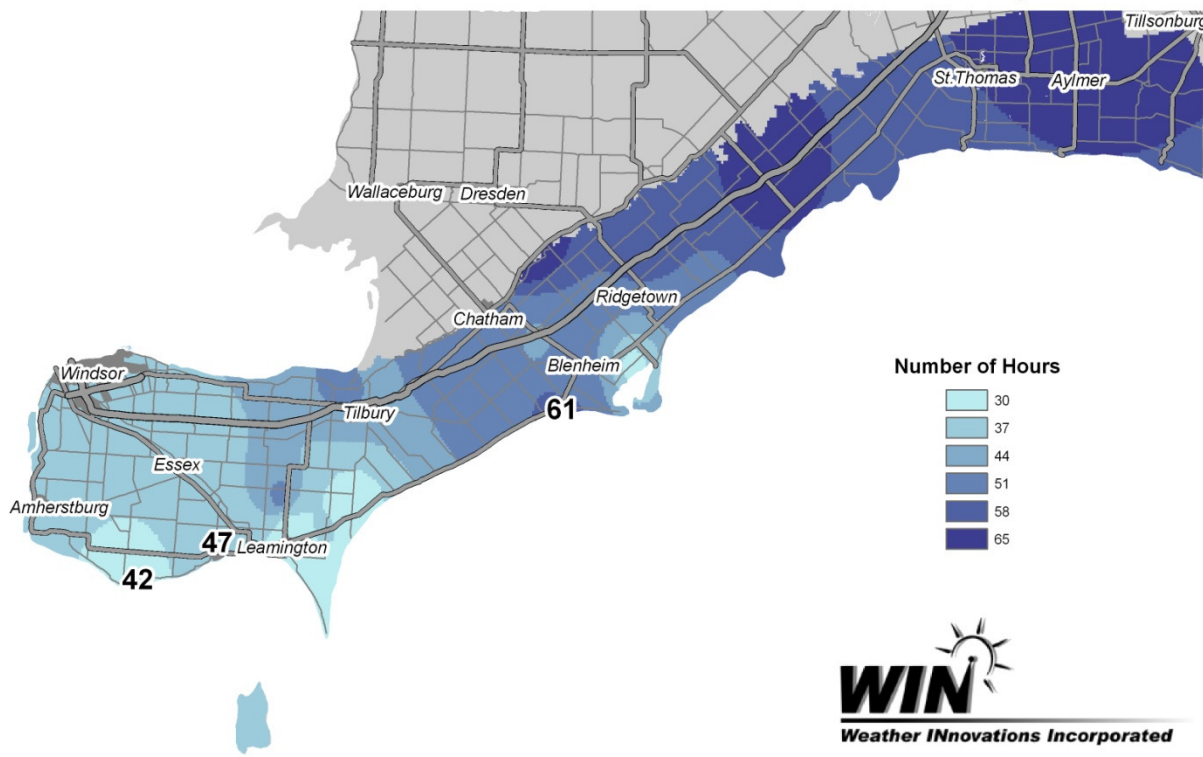 Tillsonburg
St.Thomas
Aylmer
Wallaceburg
Dresden
Ridgetown
Chatham
Blenheim
Windsor
Tilbury
61
Essex
Amherstburg
47
Leamington
42
Number of Hours
30
37
44
51
58
65
WIN
Weather INnovations Incorporated